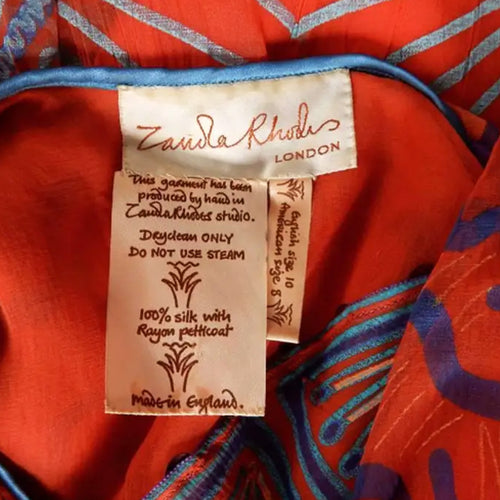 Zandra Rhodes
LONDON
This garment has been
produced by hand in
Zandra Rhodes studio.
Dryclean ONLY
DO NOT USE STEAM
100% silk with
Rayon petticoat
Made in England.
English size 10
American size 8